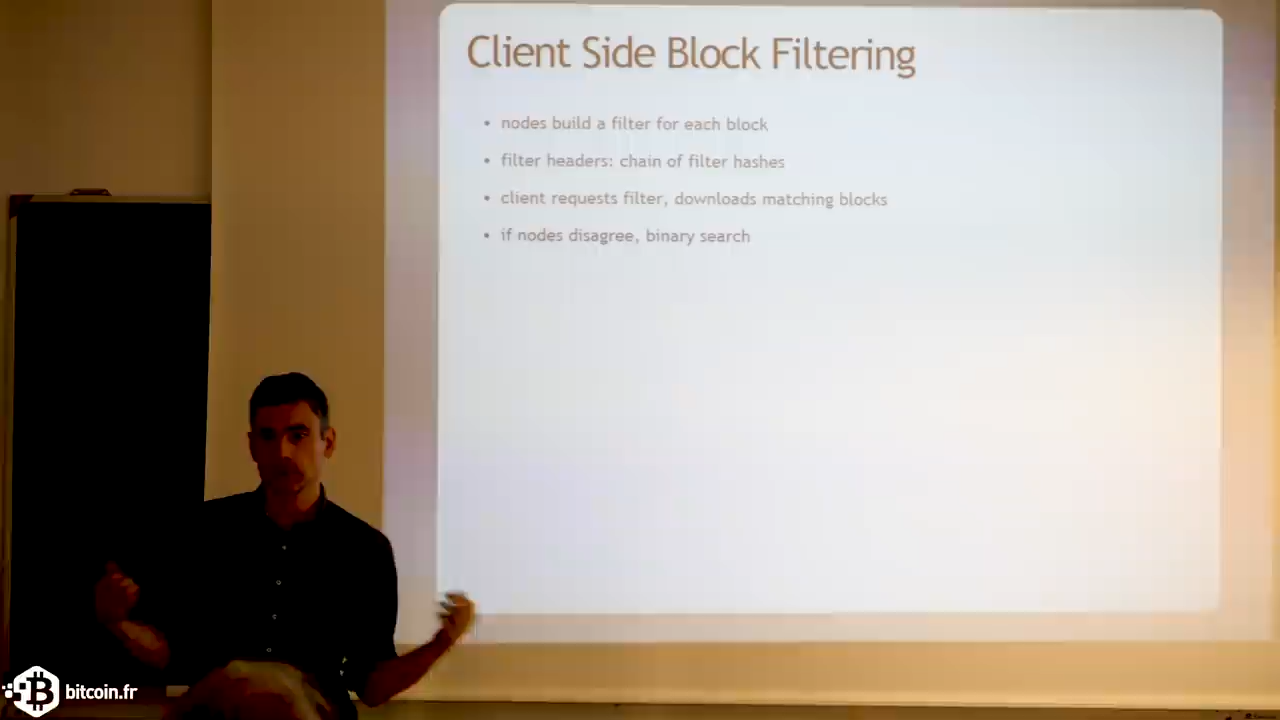 Client Side Block Filtering
• nodes build a filter for each block
• filter headers: chain of filter hashes
• client requests filter, downloads matching blocks
• if nodes disagree, binary search
bitcoin.fr